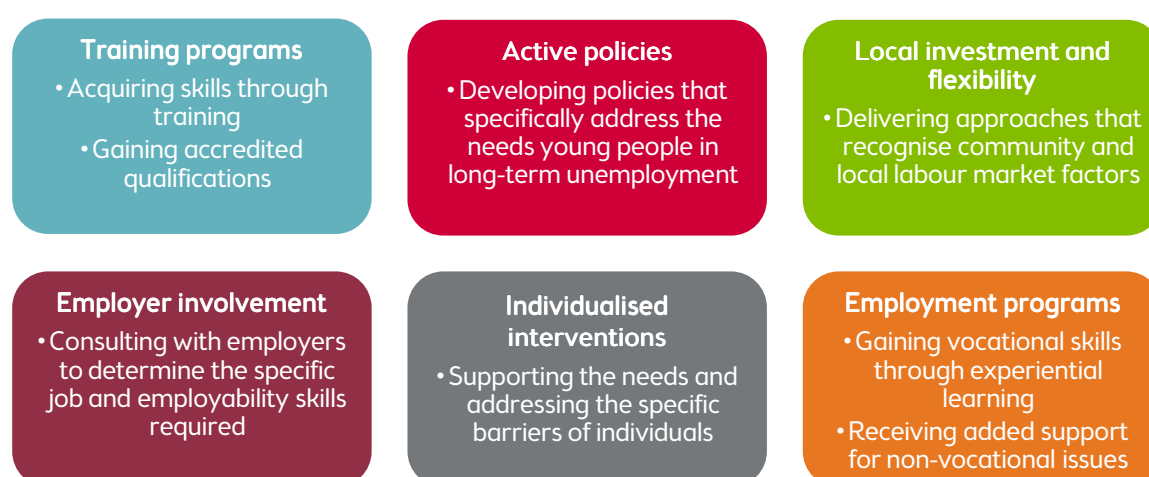 Training programs
• Acquiring skills through
training
• Gaining accredited
qualifications
Active policies
• Developing policies that
specifically address the
needs young people in
long-term unemployment
Local investment and
flexibility
• Delivering approaches that
recognise community and
local labour market factors
Employer involvement
• Consulting with employers
to determine the specific
job and employability skills
required
Individualised
interventions
• Supporting the needs and
addressing the specific
barriers of individuals
Employment programs
• Gaining vocational skills
through experiential
learning
• Receiving added support
for non-vocational issues